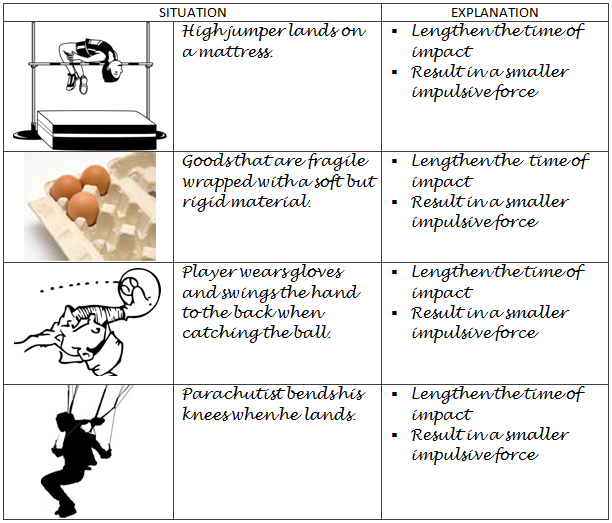 SITUATION
EXPLANATION
High jumper lands on
a mattress.
▪ Lengthen the time of
impact
▪ Result in a smaller
impulsive force
Goods that are fragile
wrapped with a soft but
rigid material.
▪ Lengthen the time of
impact
▪ Result in a smaller
impulsive force
Player wears gloves
and swings the hand
to the back when
catching the ball.
▪ Lengthen the time of
impact
▪ Result in a smaller
impulsive force
Parachutist bends his
knees when he lands.
▪ Lengthen the time of
impact
▪ Result in a smaller
impulsive force